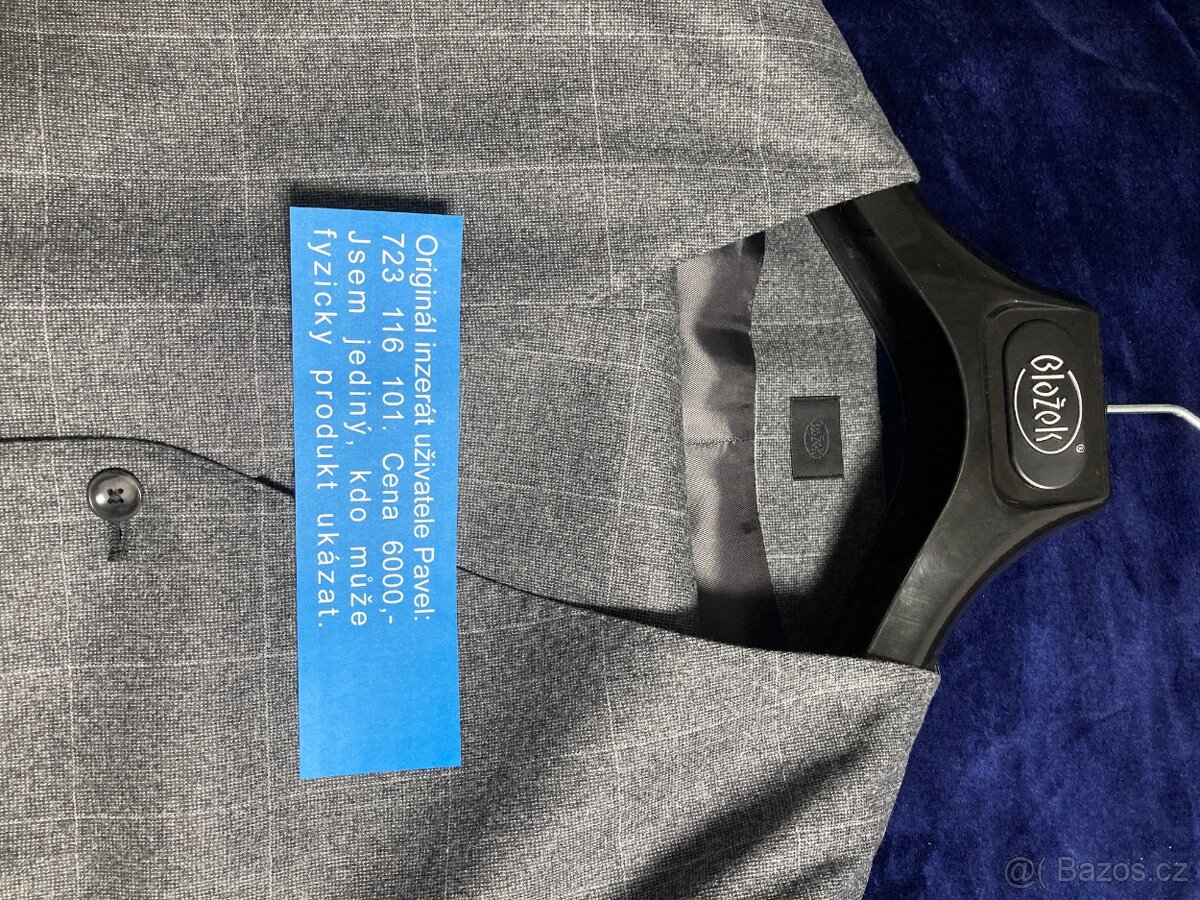 Originál inzerát uživatele Pavel:
723 116 101. Cena 6000,-
Jsem jediný, kdo může
fyzicky produkt ukázat.
Blažek
®
Blažek
@( Bazos.cz